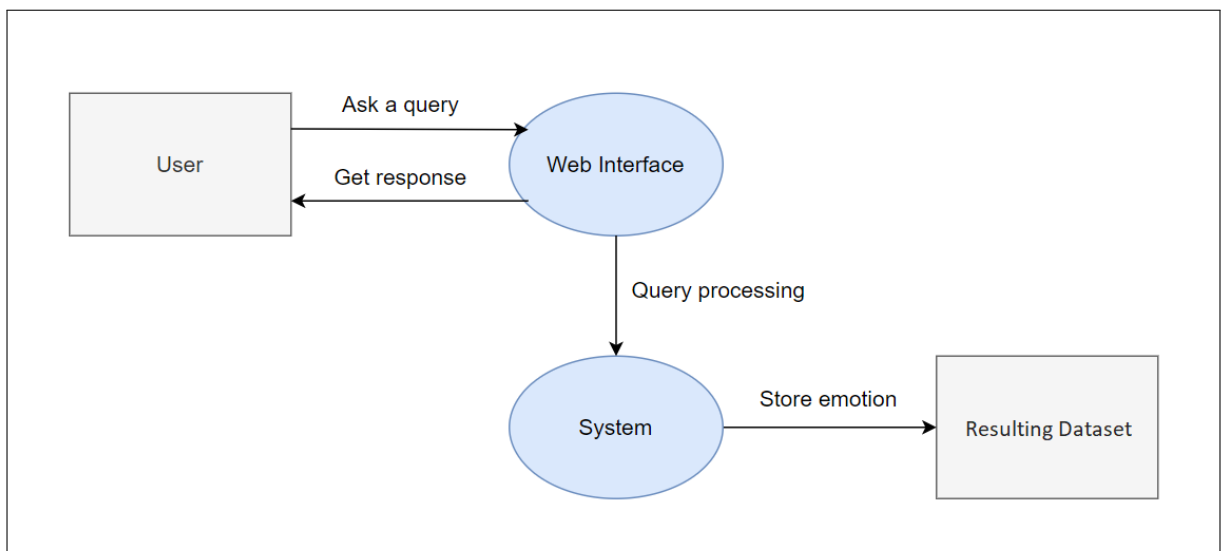 Ask a query
User
Web Interface
Get response
Query processing
Store emotion
System
Resulting Dataset